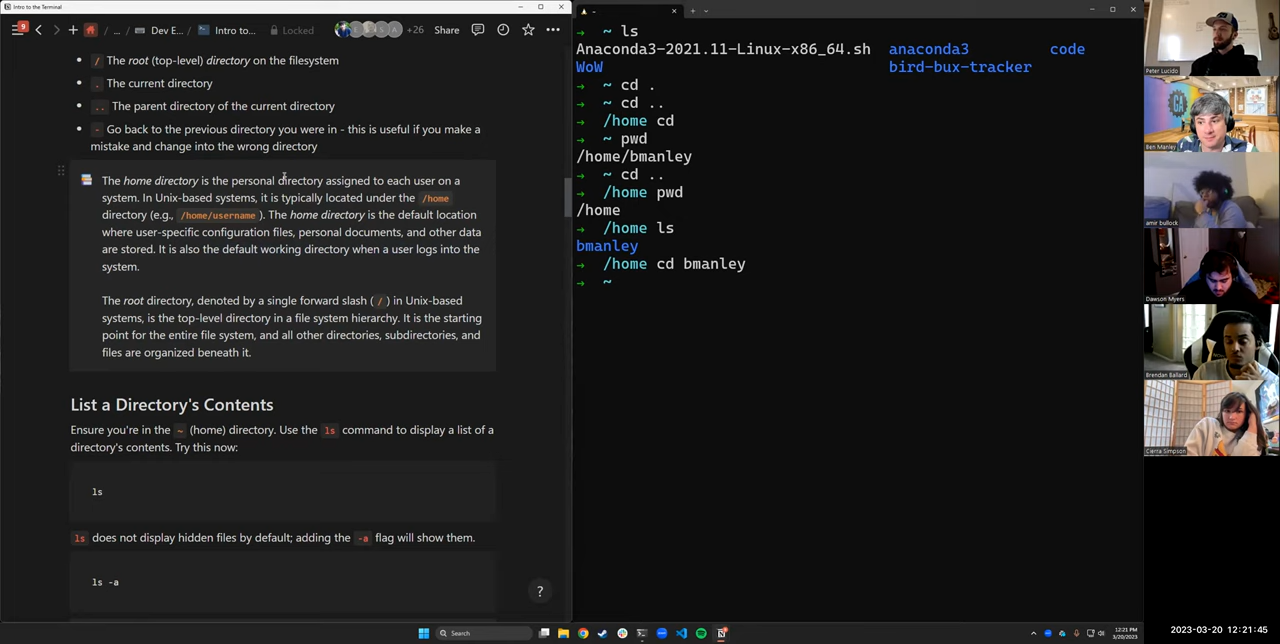 Intro to the Terminal
9
... / Dev E... / Intro to...
Locked
+26
Share
/ The root (top-level) directory on the filesystem
. The current directory
.. The parent directory of the current directory
- Go back to the previous directory you were in - this is useful if you make a
mistake and change into the wrong directory
The home directory is the personal directory assigned to each user on a
system. In Unix-based systems, it is typically located under the /home
directory (e.g., /home/username ). The home directory is the default location
where user-specific configuration files, personal documents, and other data
are stored. It is also the default working directory when a user logs into the
system.
The root directory, denoted by a single forward slash ( / ) in Unix-based
systems, is the top-level directory in a file system hierarchy. It is the starting
point for the entire file system, and all other directories, subdirectories, and
files are organized beneath it.
List a Directory's Contents
Ensure you're in the ~ (home) directory. Use the ls command to display a list of a
directory's contents. Try this now:
ls
ls does not display hidden files by default; adding the -a flag will show them.
ls -a
?
~
→ ~ ls
Anaconda3-2021.11-Linux-x86_64.sh anaconda3 code
WoW bird-bux-tracker
→ ~ cd .
→ ~ cd ..
→ /home cd
→ ~ pwd
/home/bmanley
→ ~ cd ..
→ /home pwd
/home
→ /home ls
bmanley
→ /home cd bmanley
→ ~
Peter Lucido
GA
Ben Manley
amir bullock
Dawson Myers
Brendan Ballard
Cierra Simpson
Search
12:21 PM
3/20/2023
2023-03-20 12:21:45